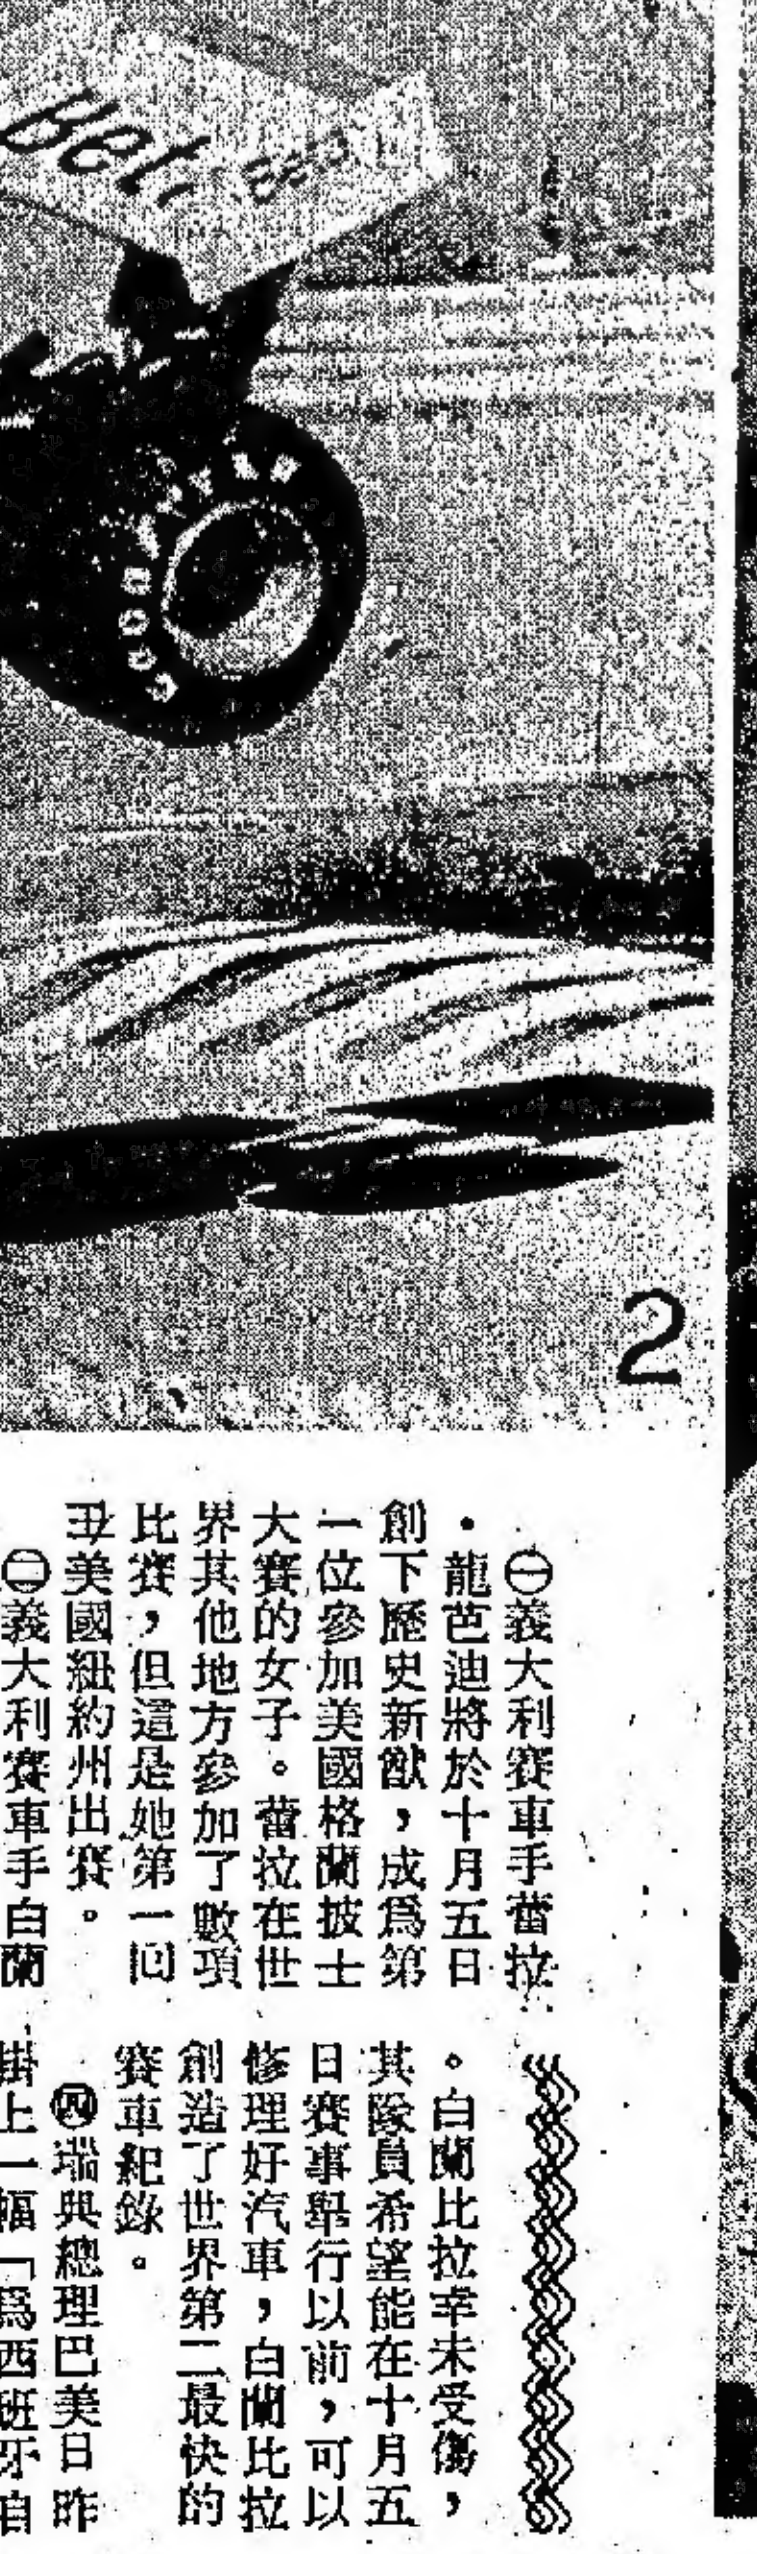 2
㊀義大利賽車手蕾拉
・龍芭迪將於十月五日
創下歷史新猷，成爲第
一位參加美國格蘭披士
大賽的女子。蕾拉在世
界其他地方參加了數項
比賽，但這是她第一回
在美國紐約州出賽。
㊁義大利賽車手白蘭
。白蘭比拉幸未受傷，
其隊員希望能在十月五
日賽事舉行以前，可以
修理好汽車，白蘭比拉
創造了世界第二最快的
賽車紀錄。
㊃瑞典總理巴美日昨
掛上一幅「爲西班牙自